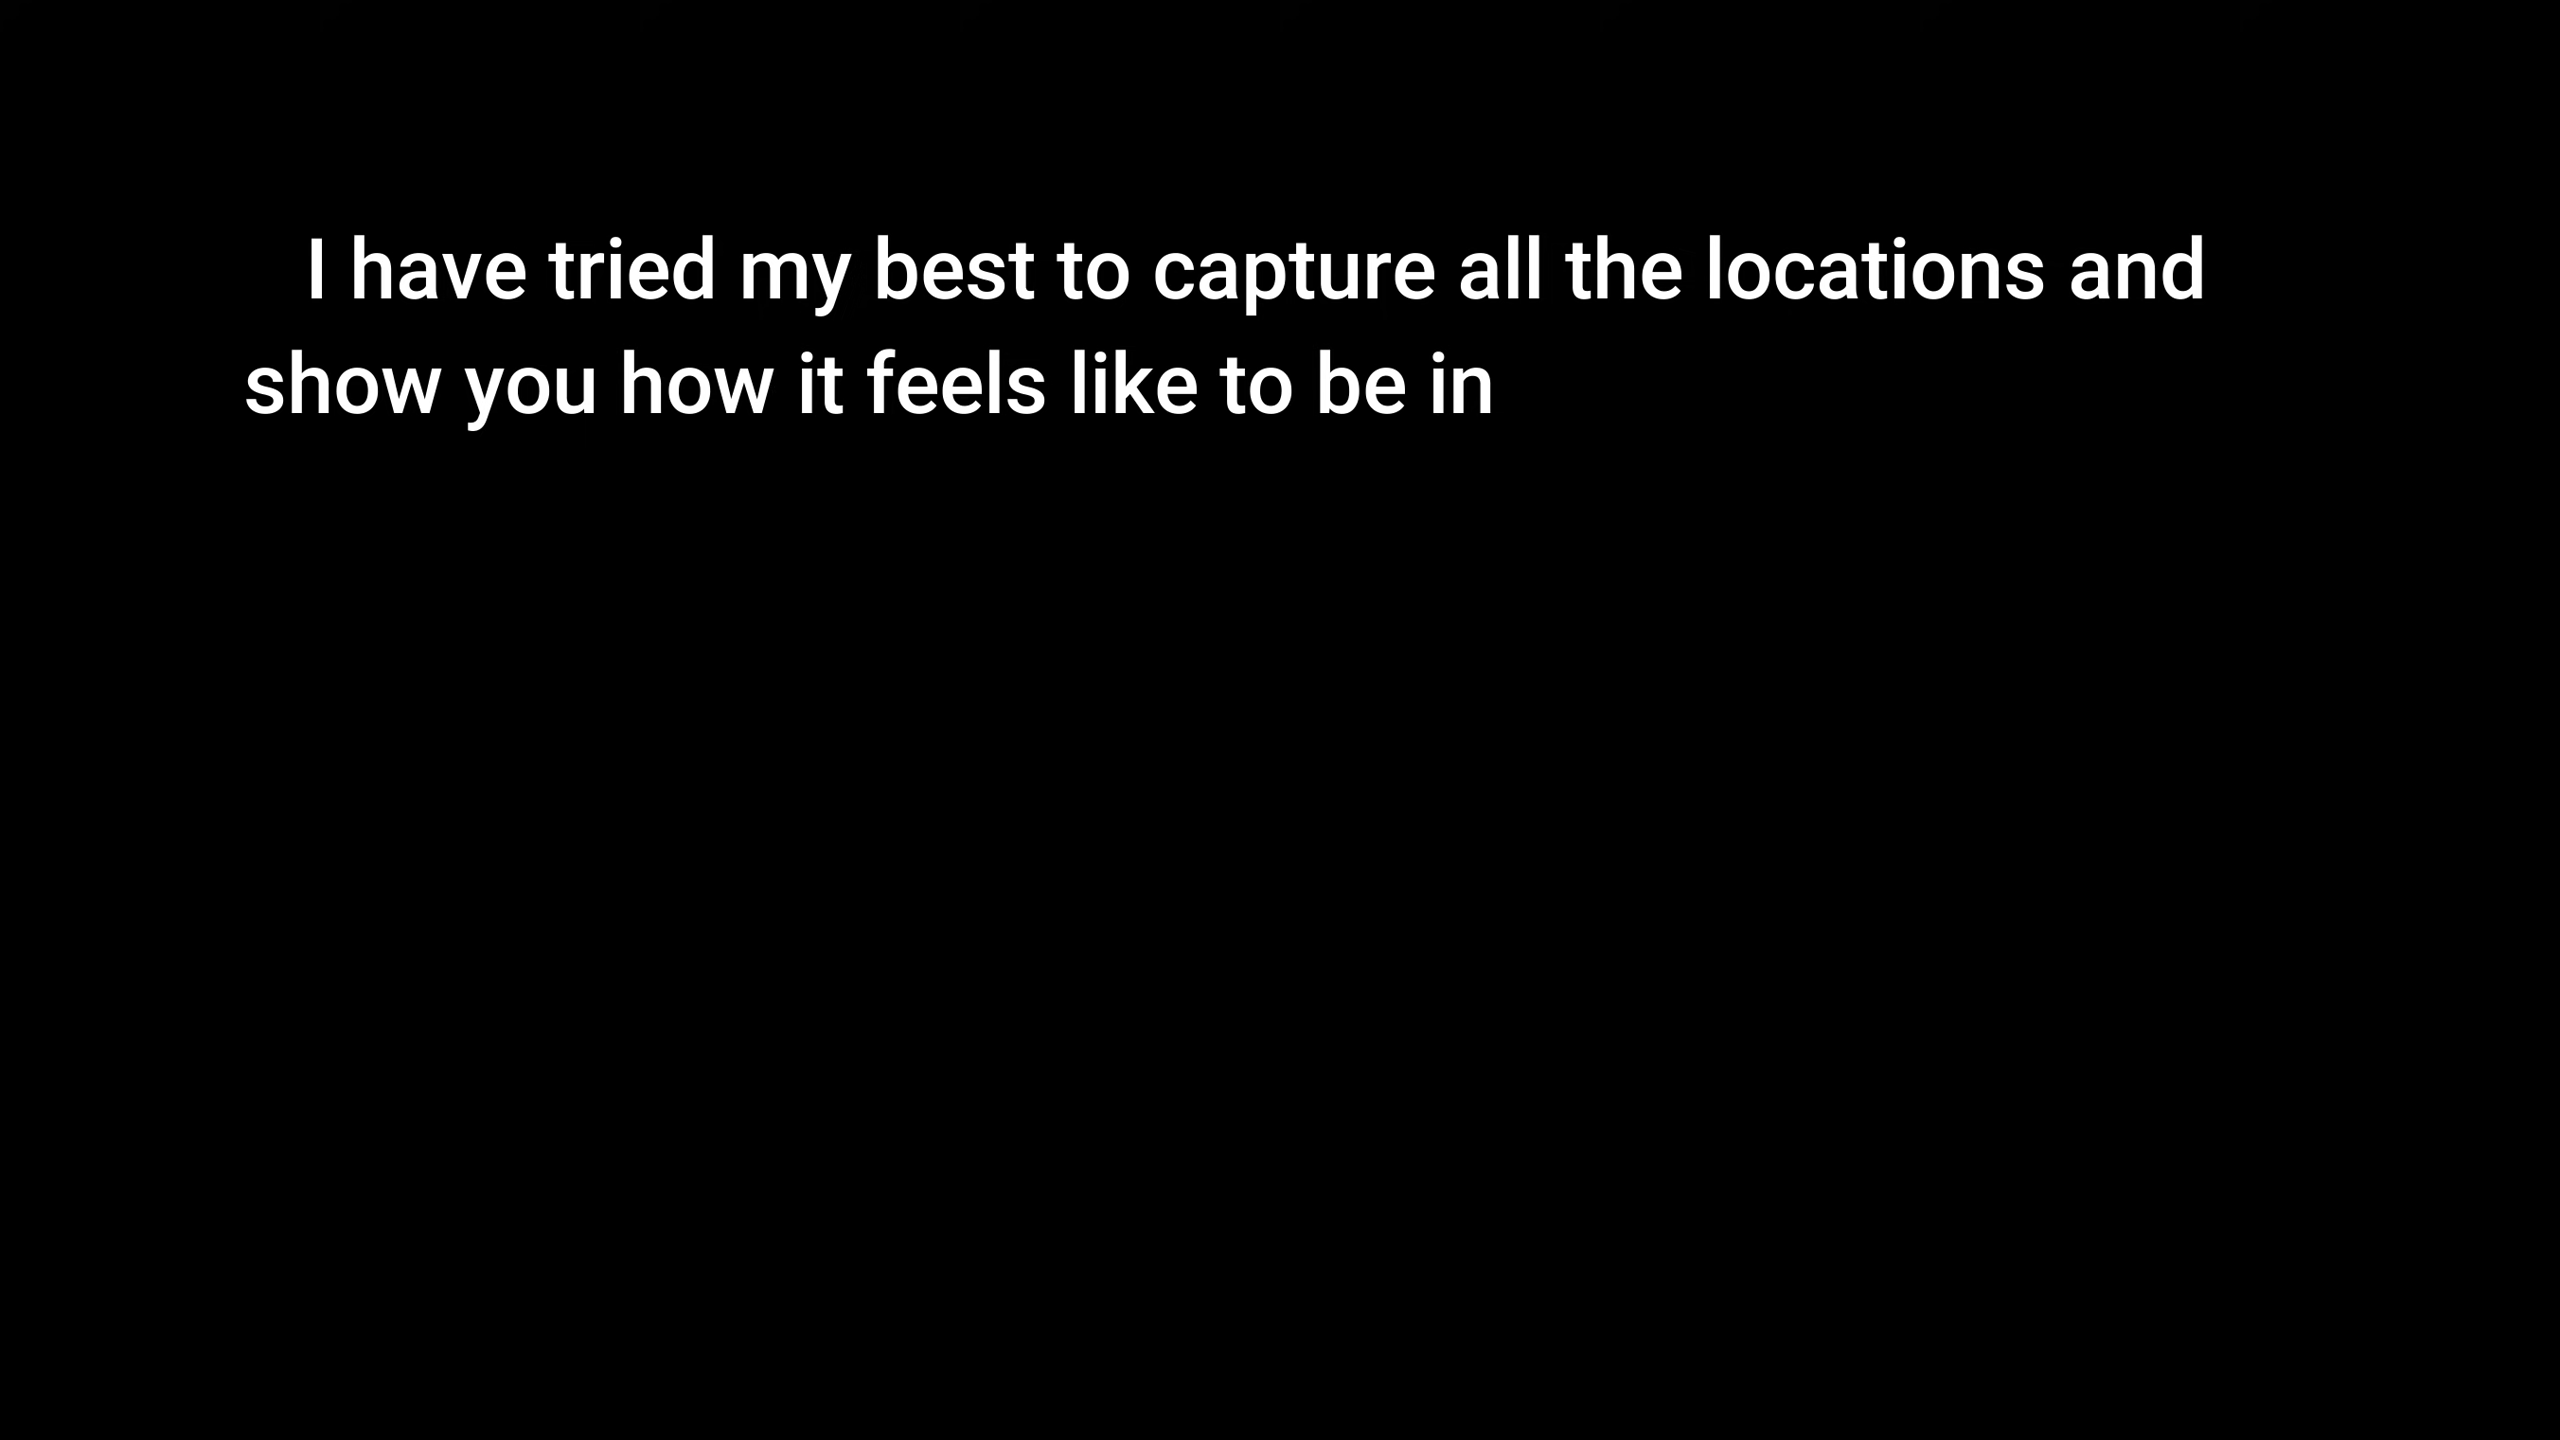 I have tried my best to capture all the locations and
show you how it feels like to be in